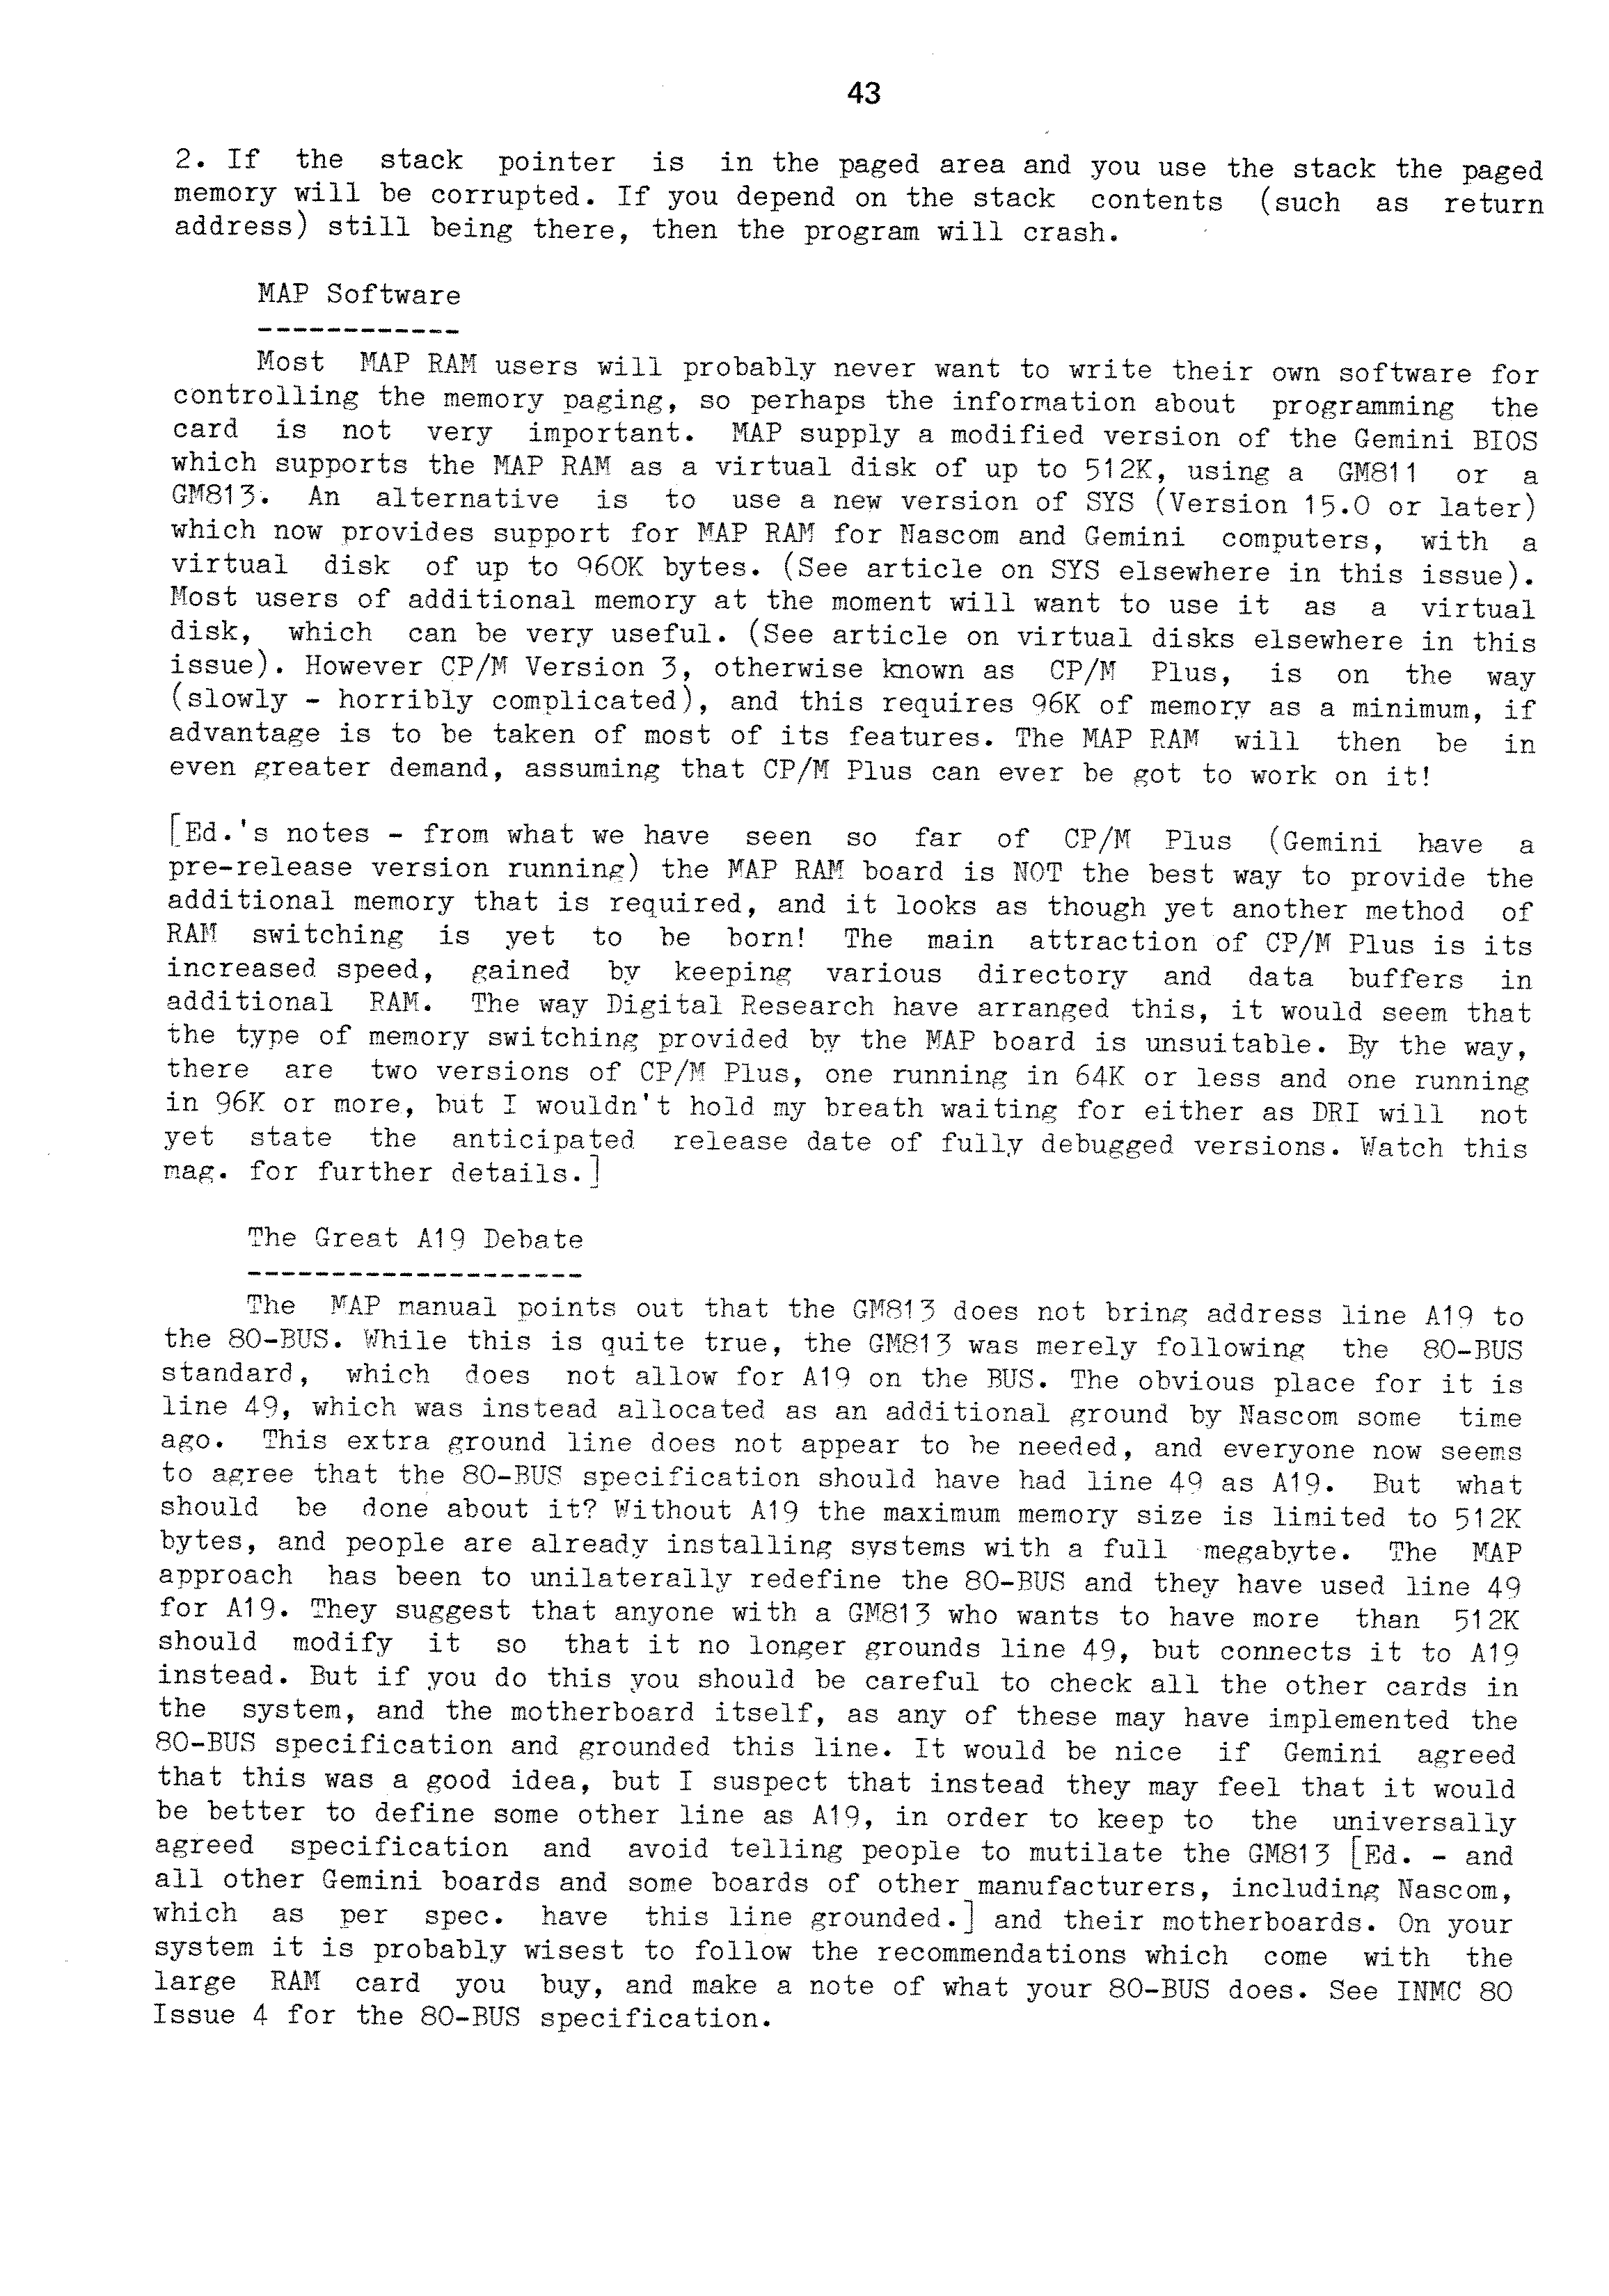 43
2. If the stack pointer is in the paged area and you use the stack the paged
memory will be corrupted. If you depend on the stack contents (such as return
address) still being there, then the program will crash.
MAP Software
------------
Most MAP RAM users will probably never want to write their own software for
controlling the memory paging, so perhaps the information about programming the
card is not very important. MAP supply a modified version of the Gemini BIOS
which supports the MAP RAM as a virtual disk of up to 512K, using a GM811 or a
GM813. An alternative is to use a new version of SYS (Version 15.0 or later)
which now provides support for MAP RAM for Nascom and Gemini computers, with a
virtual disk of up to 960K bytes. (See article on SYS elsewhere in this issue).
Most users of additional memory at the moment will want to use it as a virtual
disk, which can be very useful. (See article on virtual disks elsewhere in this
issue). However CP/M Version 3, otherwise known as CP/M Plus, is on the way
(slowly - horribly complicated), and this requires 96K of memory as a minimum, if
advantage is to be taken of most of its features. The MAP RAM will then be in
even greater demand, assuming that CP/M Plus can ever be got to work on it!
[Ed.'s notes - from what we have seen so far of CP/M Plus (Gemini have a
pre-release version running) the MAP RAM board is NOT the best way to provide the
additional memory that is required, and it looks as though yet another method of
RAM switching is yet to be born! The main attraction of CP/M Plus is its
increased speed, gained by keeping various directory and data buffers in
additional RAM. The way Digital Research have arranged this, it would seem that
the type of memory switching provided by the MAP board is unsuitable. By the way,
there are two versions of CP/M Plus, one running in 64K or less and one running
in 96K or more, but I wouldn't hold my breath waiting for either as DRI will not
yet state the anticipated release date of fully debugged versions. Watch this
mag. for further details.]
The Great A19 Debate
--------------------
The MAP manual points out that the GM813 does not bring address line A19 to
the 80-BUS. While this is quite true, the GM813 was merely following the 80-BUS
standard, which does not allow for A19 on the BUS. The obvious place for it is
line 49, which was instead allocated as an additional ground by Nascom some time
ago. This extra ground line does not appear to be needed, and everyone now seems
to agree that the 80-BUS specification should have had line 49 as A19. But what
should be done about it? Without A19 the maximum memory size is limited to 512K
bytes, and people are already installing systems with a full megabyte. The MAP
approach has been to unilaterally redefine the 80-BUS and they have used line 49
for A19. They suggest that anyone with a GM813 who wants to have more than 512K
should modify it so that it no longer grounds line 49, but connects it to A19
instead. But if you do this you should be careful to check all the other cards in
the system, and the motherboard itself, as any of these may have implemented the
80-BUS specification and grounded this line. It would be nice if Gemini agreed
that this was a good idea, but I suspect that instead they may feel that it would
be better to define some other line as A19, in order to keep to the universally
agreed specification and avoid telling people to mutilate the GM813 [Ed. - and
all other Gemini boards and some boards of other manufacturers, including Nascom,
which as per spec. have this line grounded.] and their motherboards. On your
system it is probably wisest to follow the recommendations which come with the
large RAM card you buy, and make a note of what your 80-BUS does. See INMC 80
Issue 4 for the 80-BUS specification.